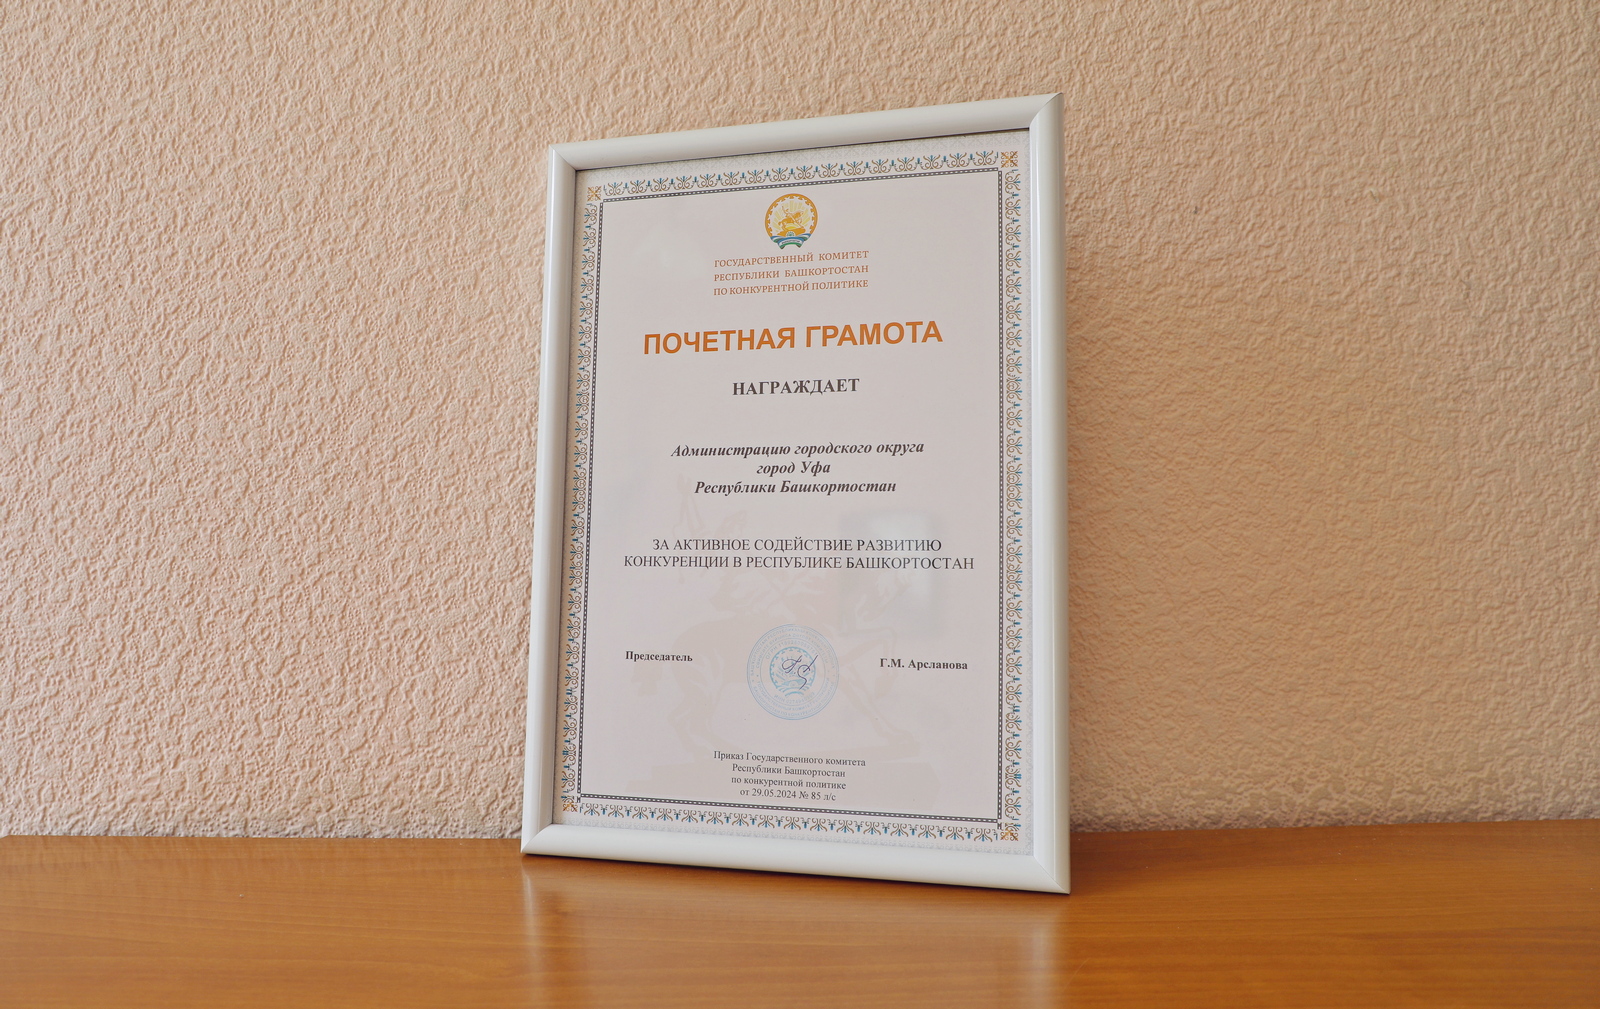 ГОСУДАРСТВЕННЫЙ КОМИТЕТ
РЕСПУБЛИКИ БАШКОРТОСТАН
ПО КОНКУРЕНТНОЙ ПОЛИТИКЕ
ПОЧЕТНАЯ ГРАМОТА
НАГРАЖДАЕТ
Администрацию городского округа
город Уфа
Республики Башкортостан
ЗА АКТИВНОЕ СОДЕЙСТВИЕ РАЗВИТИЮ
КОНКУРЕНЦИИ В РЕСПУБЛИКЕ БАШКОРТОСТАН
Председатель
Г.М. Арсланова
Приказ Государственного комитета
Республики Башкортостан
по конкурентной политике
от 29.05.2024 № 85 л/с